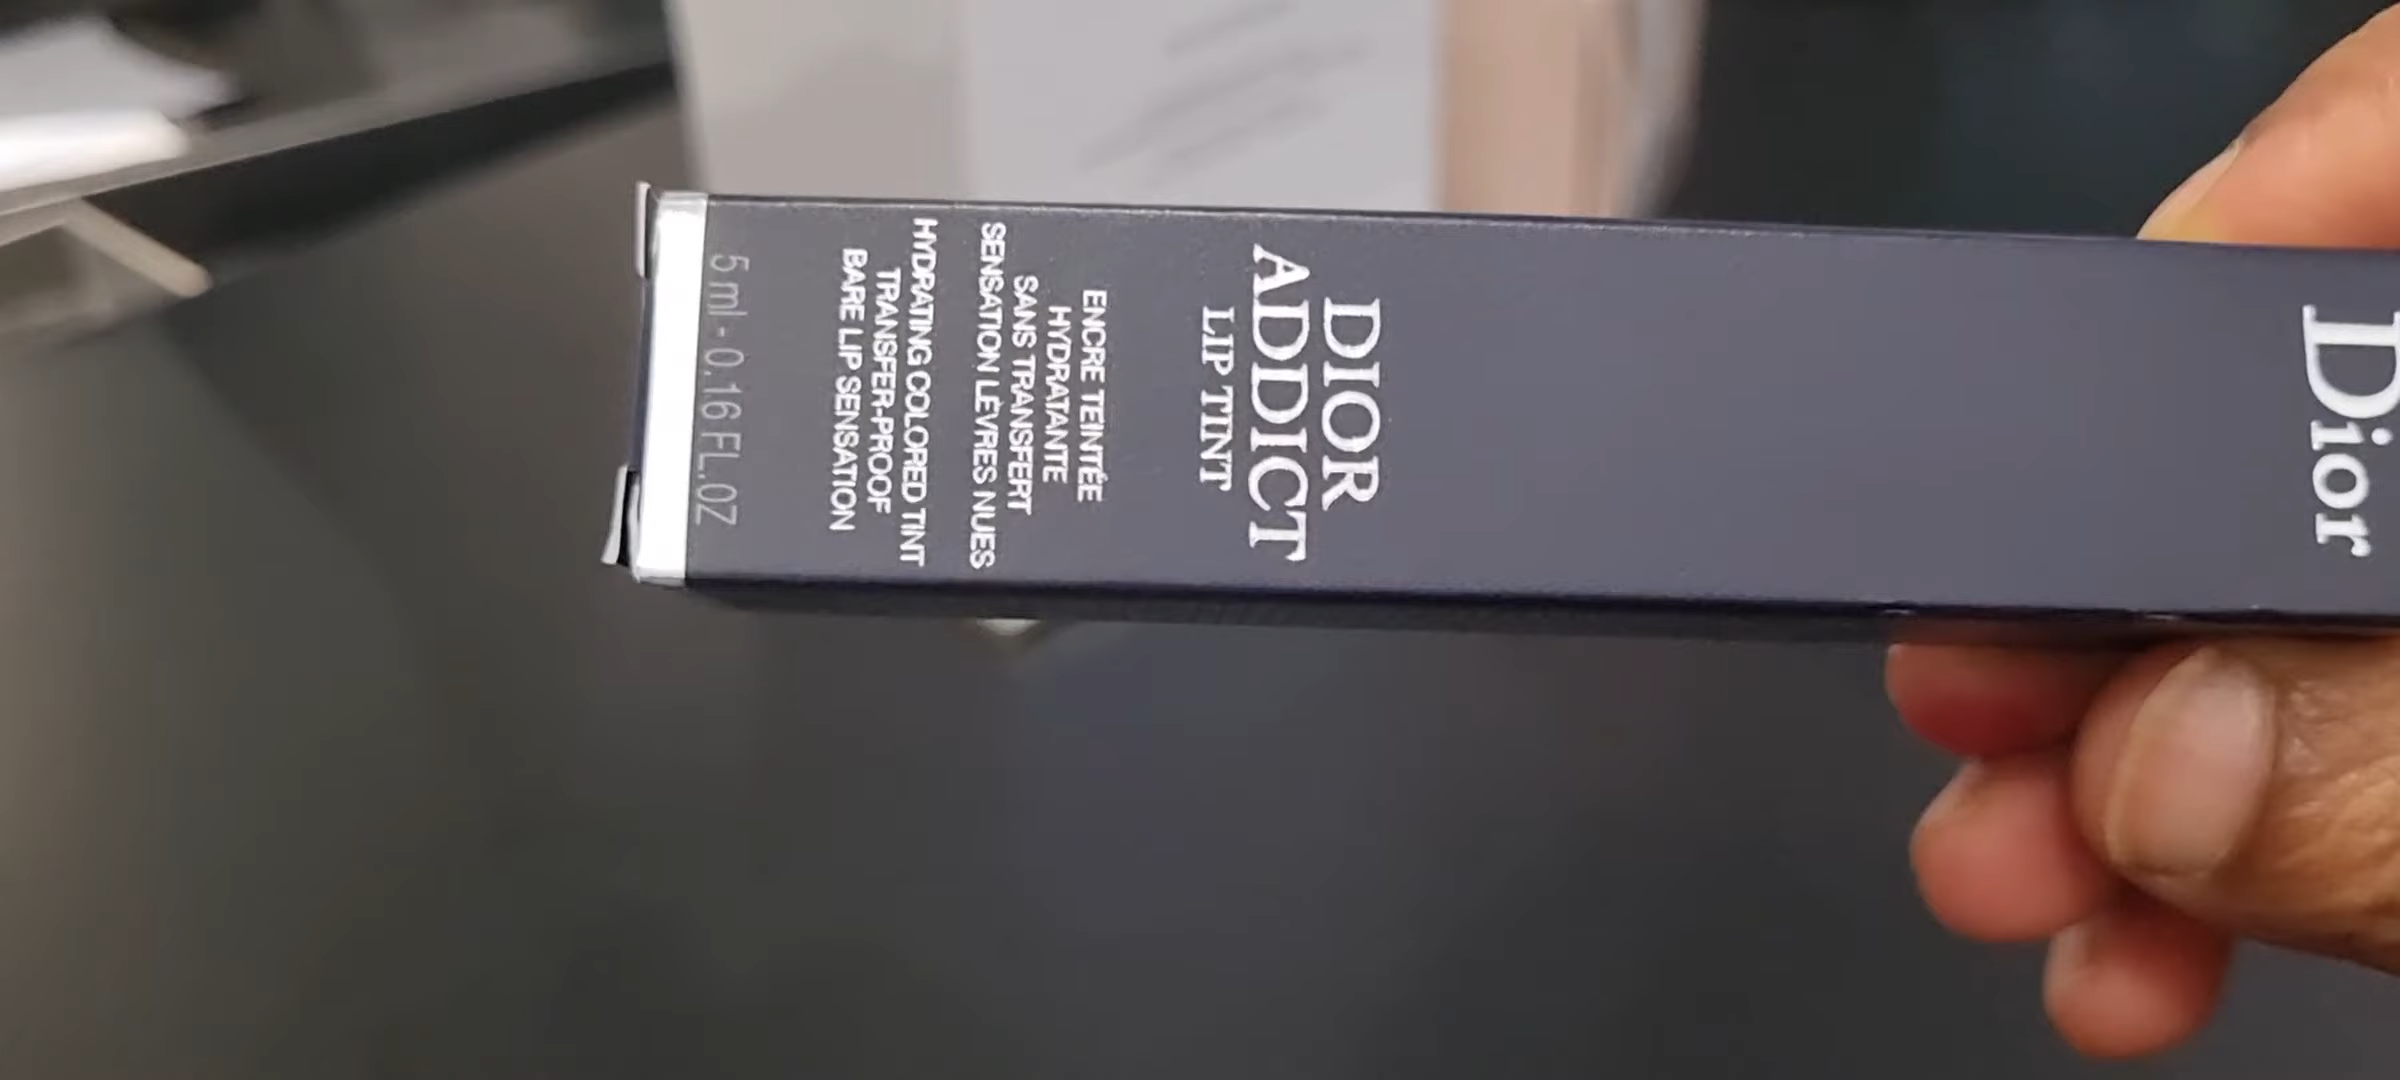 Dior
DIOR
ADDICT
LIP TINT
ENCRE TEINTÉE
HYDRATANTE
SANS TRANSFERT
SENSATION LÈVRES NUES
HYDRATING COLORED TINT
TRANSFER-PROOF
BARE LIP SENSATION
5 ml - 0.16 FL.OZ